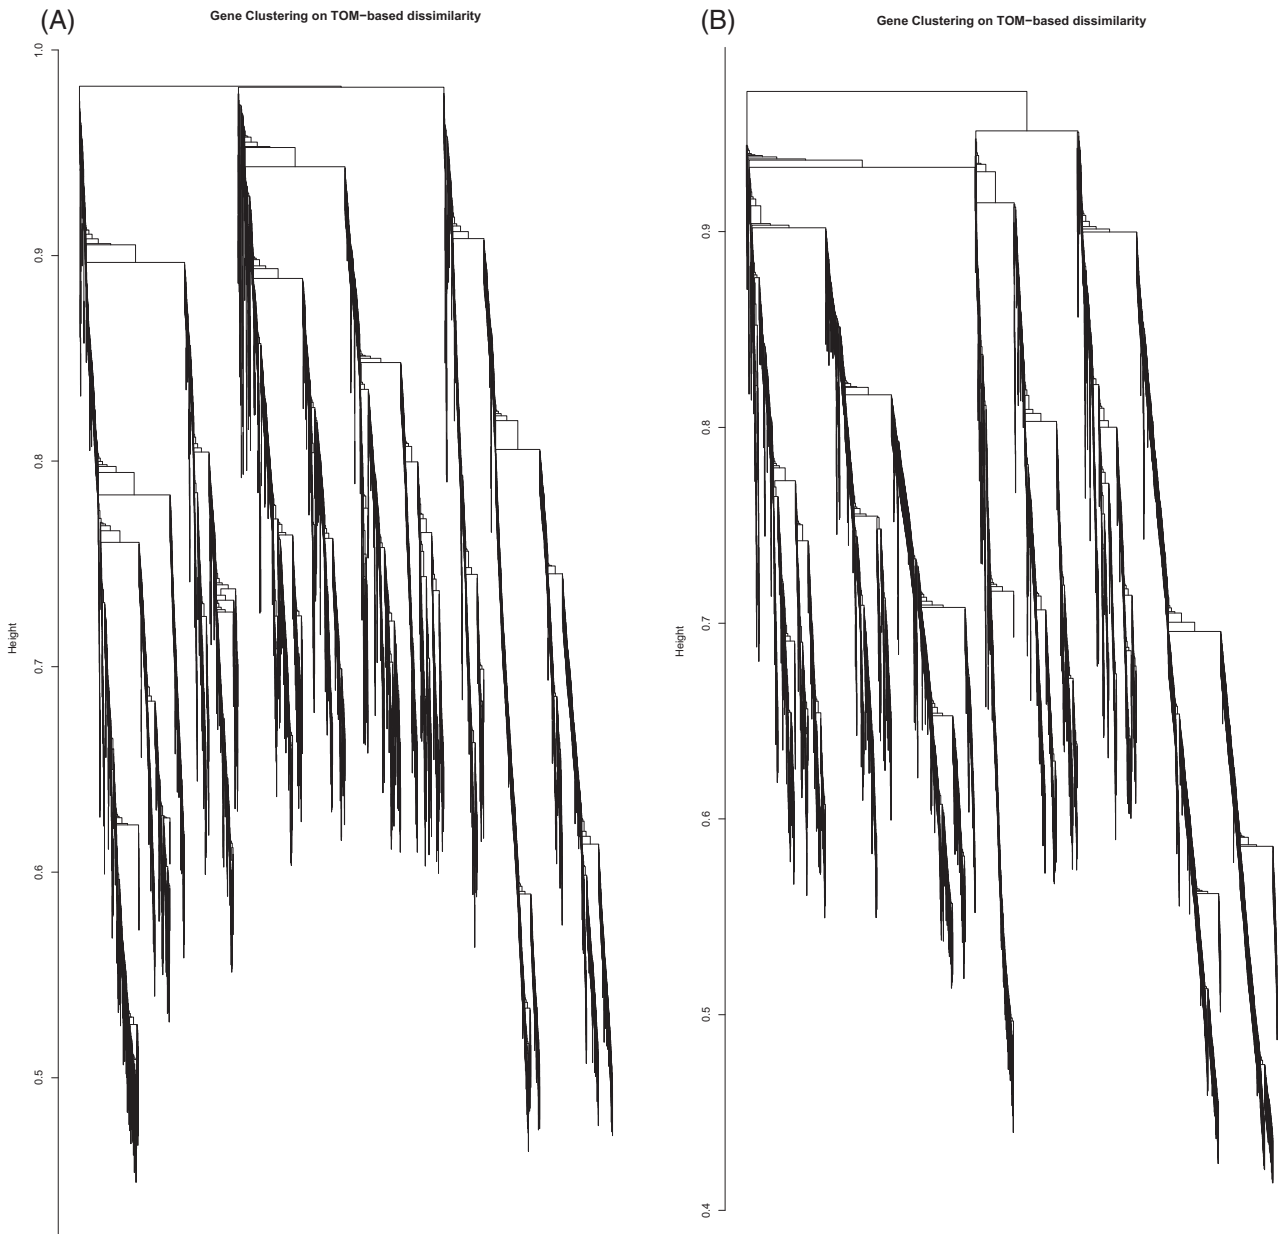 (A)
Gene Clustering on TOM−based dissimilarity
1.0
0.9
0.8
0.7
0.6
0.5
Height
(B)
Gene Clustering on TOM−based dissimilarity
0.9
0.8
0.7
0.6
0.5
0.4
Height